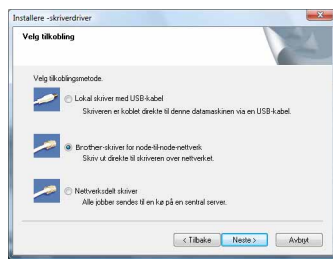 Installere -skriverdriver
Velg tilkobling
Velg tilkoblingsmetode.
Lokal skriver med USB-kabel
Skriveren er koblet direkte til denne datamaskinen via en USB-kabel.
Brother-skriver for node-til-node-nettverk
Skriv ut direkte til skriveren over nettverket.
Nettverksdelt skriver
Alle jobber sendes til en kø på en sentral server.
< Tilbake Neste > Avbryt